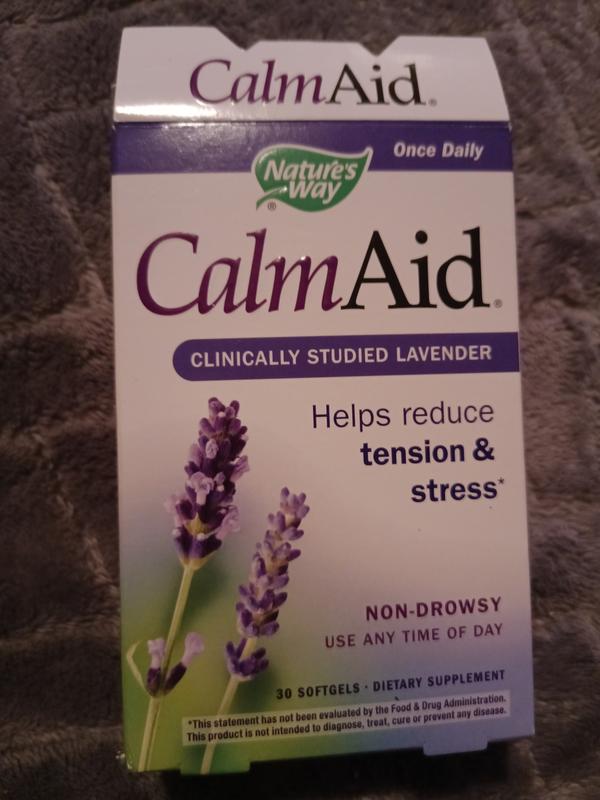 CalmAid®
Once Daily
Nature's
Way®
CalmAid®
CLINICALLY STUDIED LAVENDER
Helps reduce
tension &
stress*
NON-DROWSY
USE ANY TIME OF DAY
30 SOFTGELS · DIETARY SUPPLEMENT
*This statement has not been evaluated by the Food & Drug Administration.
This product is not intended to diagnose, treat, cure or prevent any disease.